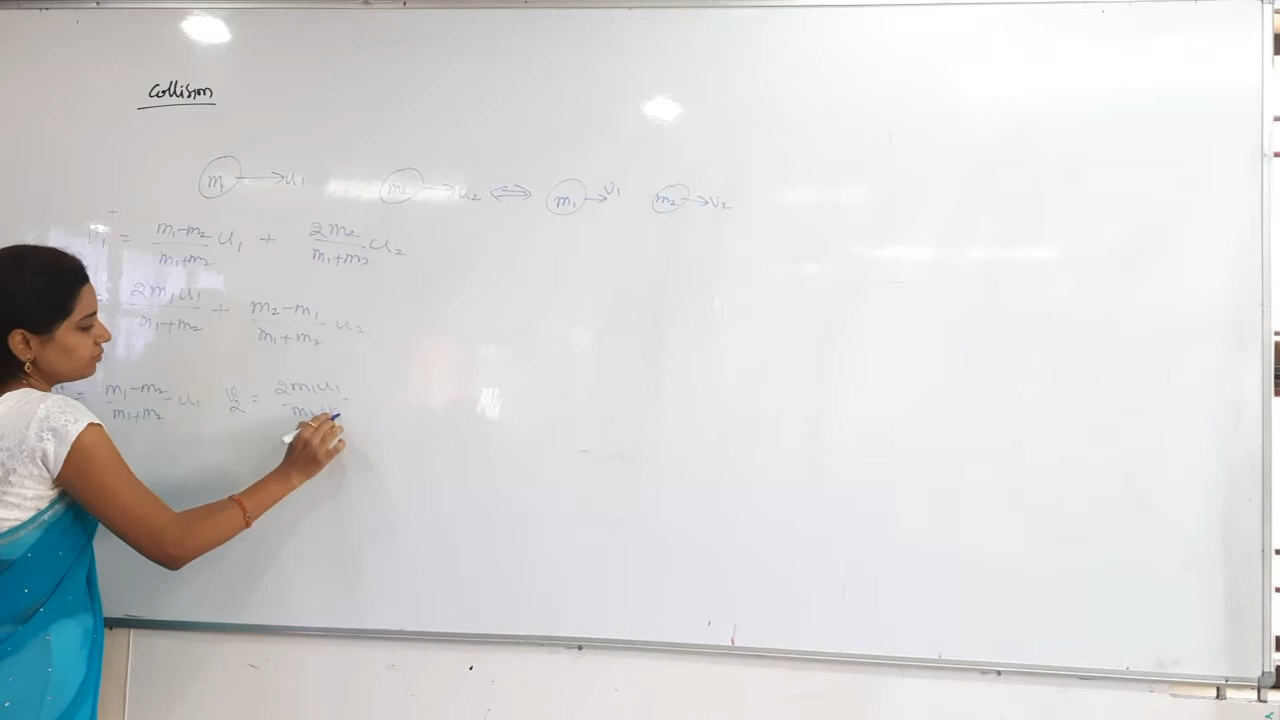 Collision
m1 → u1 m2 → u2 ⇔ m1 → v1 m2 → v2
v1 = (m1-m2)/(m1+m2) u1 + 2m2/(m1+m2) u2
= 2m1u1/(m1+m2) + (m2-m1)/(m1+m2) u2
= (m1-m2)/(m1+m2) u1 v2 = 2m1u1/m1+